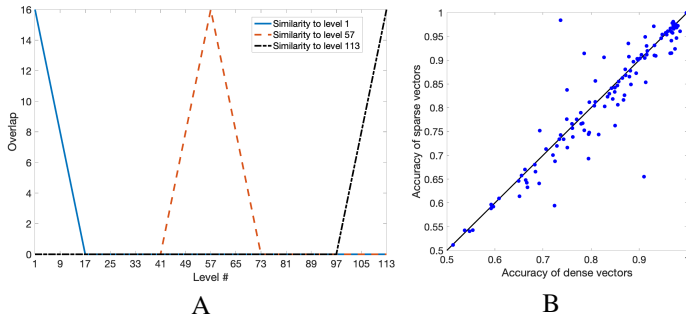 16
14
12
10
8
6
4
2
0
Overlap
Similarity to level 1
Similarity to level 57
Similarity to level 113
1 9 17 25 33 41 49 57 65 73 81 89 97 105 113
Level #
A
1
0.95
0.9
0.85
0.8
0.75
0.7
0.65
0.6
0.55
0.5
Accuracy of sparse vectors
0.5 0.6 0.7 0.8 0.9
Accuracy of dense vectors
B